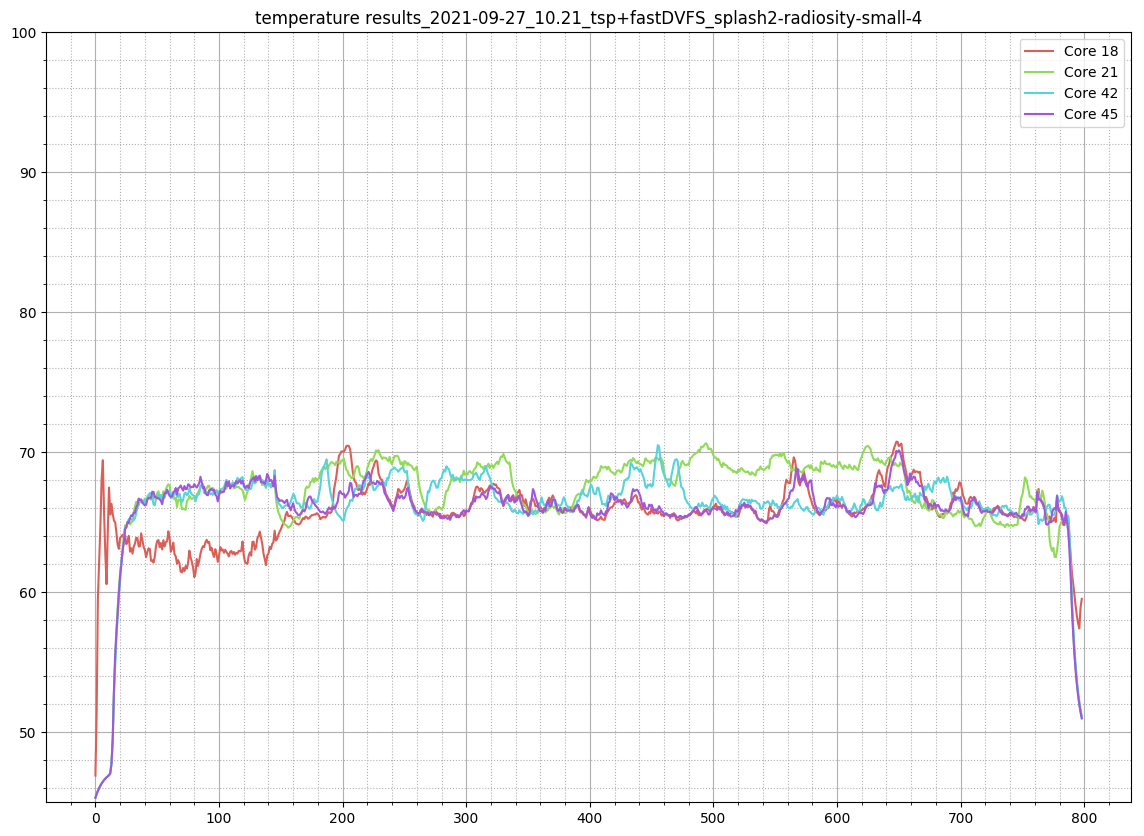 temperature results_2021-09-27_10.21_tsp+fastDVFS_splash2-radiosity-small-4
Core 18
Core 21
Core 42
Core 45
100
90
80
70
60
50
0 100 200 300 400 500 600 700 800